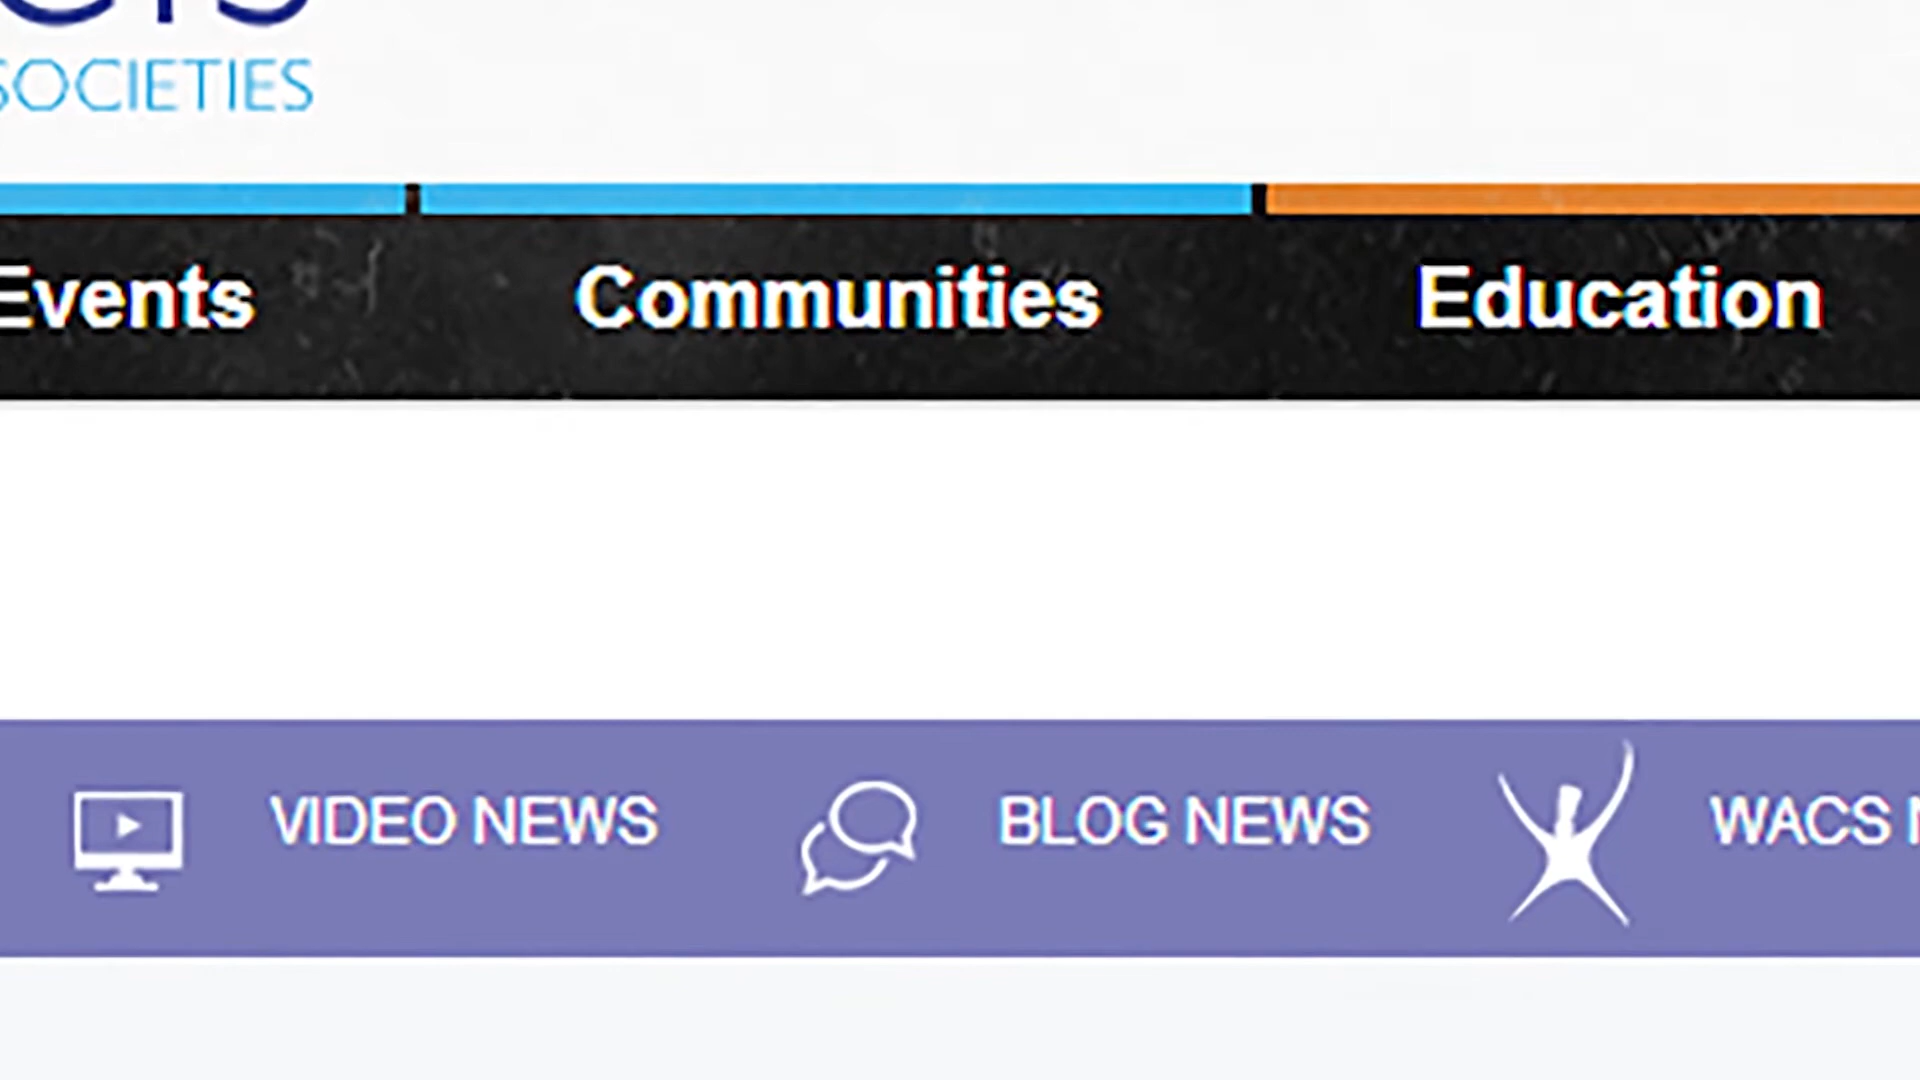 SOCIETIES
Events Communities Education
VIDEO NEWS BLOG NEWS WACS